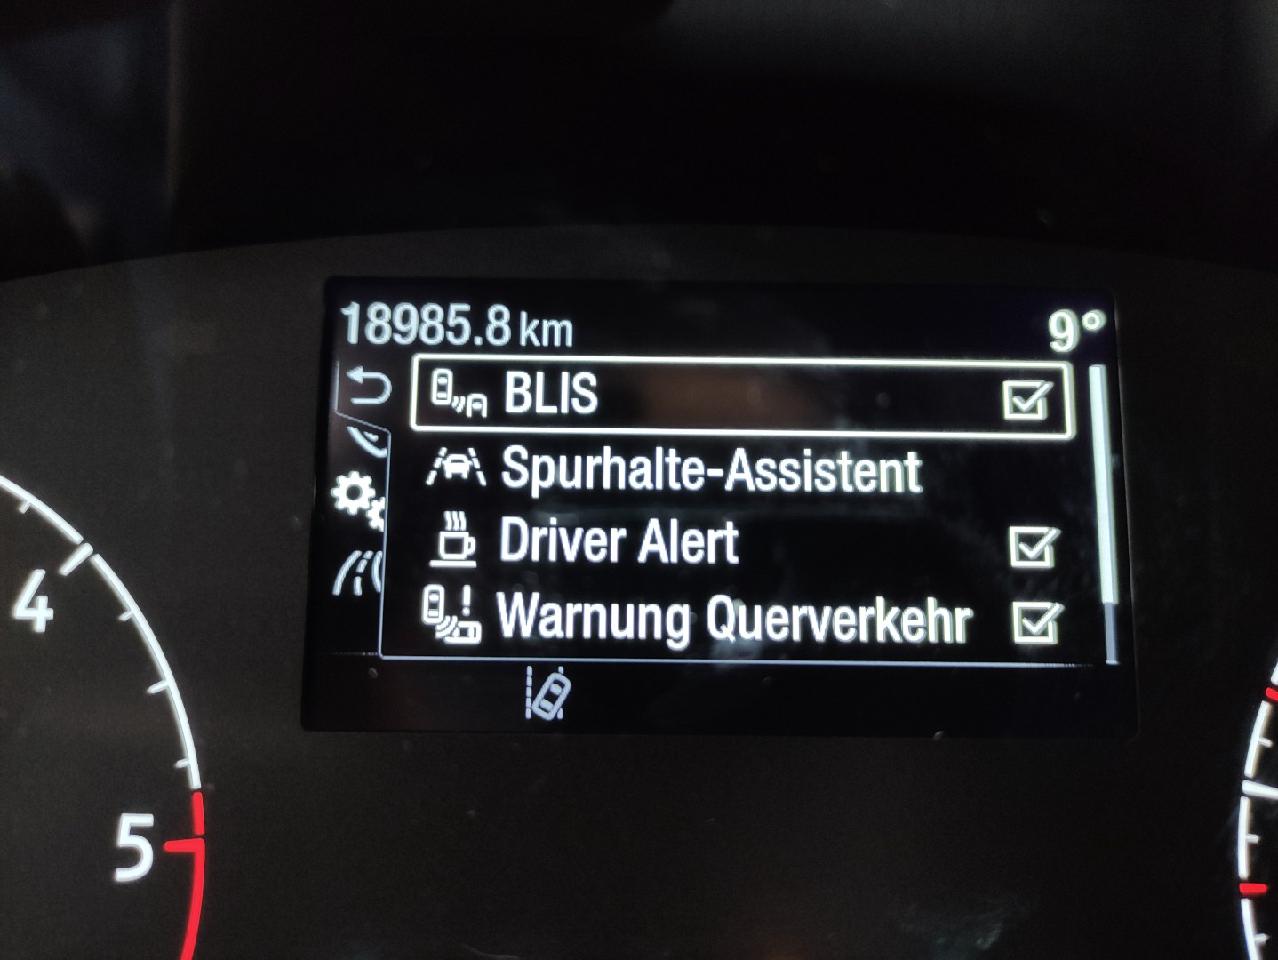 18985.8 km 9°
BLIS
Spurhalte-Assistent
Driver Alert
Warnung Querverkehr
4
5